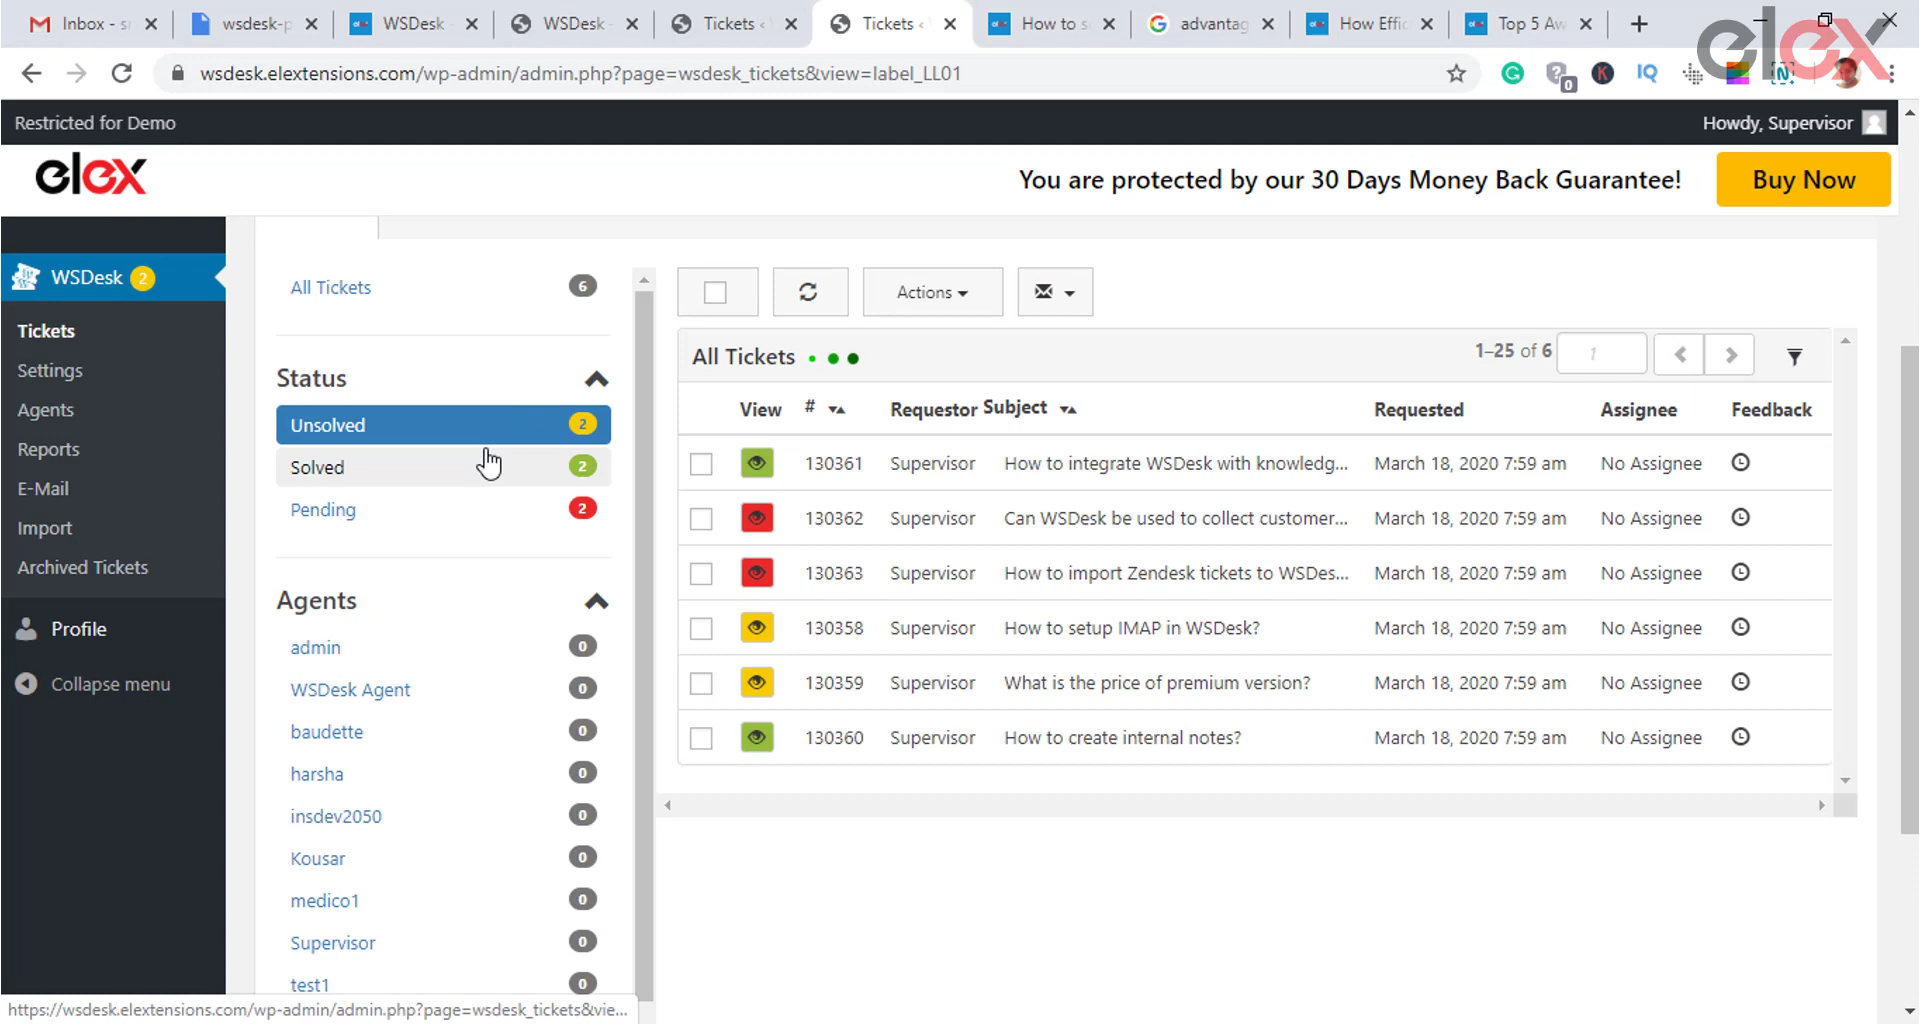 Inbox - sn
wsdesk-p
WSDesk -
WSDesk -
Tickets ‹
Tickets ‹
How to s
advantag
How Effic
Top 5 Aw
elex
wsdesk.elextensions.com/wp-admin/admin.php?page=wsdesk_tickets&view=label_LL01
0
IQ
Restricted for Demo
Howdy, Supervisor
elex
You are protected by our 30 Days Money Back Guarantee!
Buy Now
WSDesk 2
Tickets
Settings
Agents
Reports
E-Mail
Import
Archived Tickets
Profile
Collapse menu
All Tickets 6
Status
Unsolved 2
Solved 2
Pending 2
Agents
admin 0
WSDesk Agent 0
baudette 0
harsha 0
insdev2050 0
Kousar 0
medico1 0
Supervisor 0
test1 0
Actions
All Tickets
1–25 of 6
1
View # Requestor Subject Requested Assignee Feedback
130361 Supervisor How to integrate WSDesk with knowledg... March 18, 2020 7:59 am No Assignee
130362 Supervisor Can WSDesk be used to collect customer... March 18, 2020 7:59 am No Assignee
130363 Supervisor How to import Zendesk tickets to WSDes... March 18, 2020 7:59 am No Assignee
130358 Supervisor How to setup IMAP in WSDesk? March 18, 2020 7:59 am No Assignee
130359 Supervisor What is the price of premium version? March 18, 2020 7:59 am No Assignee
130360 Supervisor How to create internal notes? March 18, 2020 7:59 am No Assignee
https://wsdesk.elextensions.com/wp-admin/admin.php?page=wsdesk_tickets&vie...